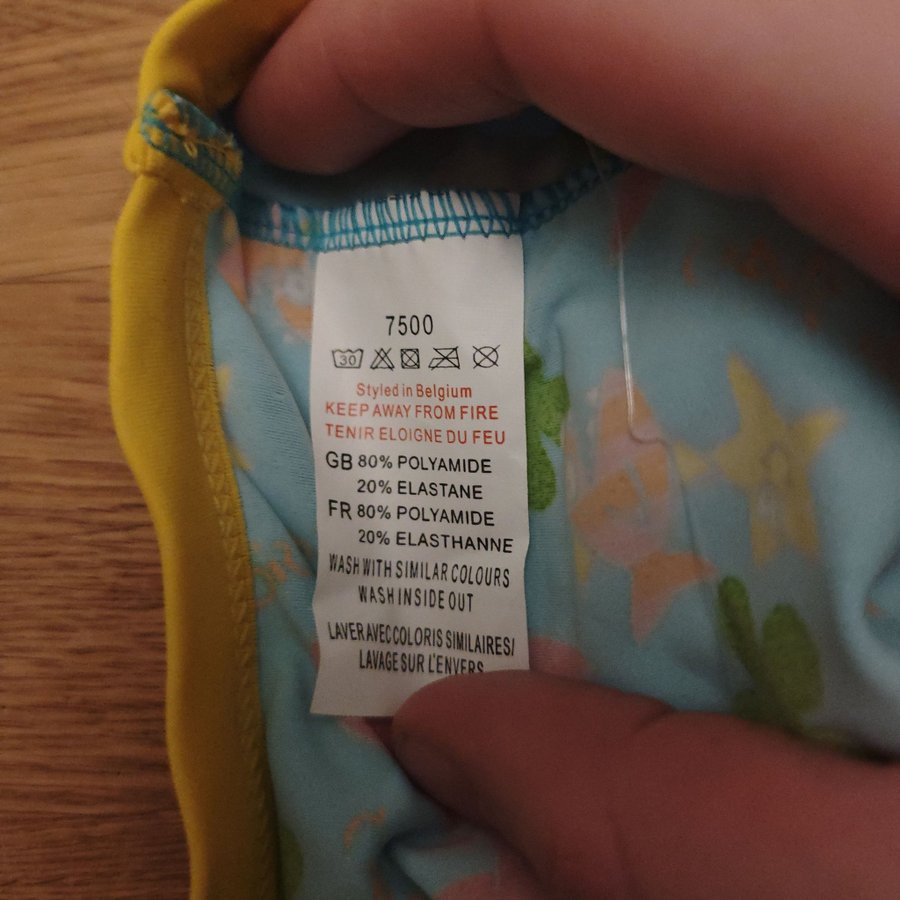 7500
30
Styled in Belgium
KEEP AWAY FROM FIRE
TENIR ELOIGNE DU FEU
GB 80% POLYAMIDE
20% ELASTANE
FR 80% POLYAMIDE
20% ELASTHANNE
WASH WITH SIMILAR COLOURS
WASH INSIDE OUT
LAVER AVEC COLORIS SIMILAIRES/
LAVAGE SUR L'ENVERS